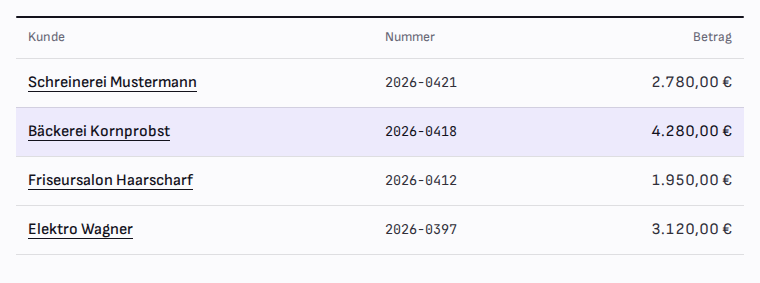 Kunde Nummer Betrag
Schreinerei Mustermann 2026-0421 2.780,00 €
Bäckerei Kornprobst 2026-0418 4.280,00 €
Friseursalon Haarscharf 2026-0412 1.950,00 €
Elektro Wagner 2026-0397 3.120,00 €